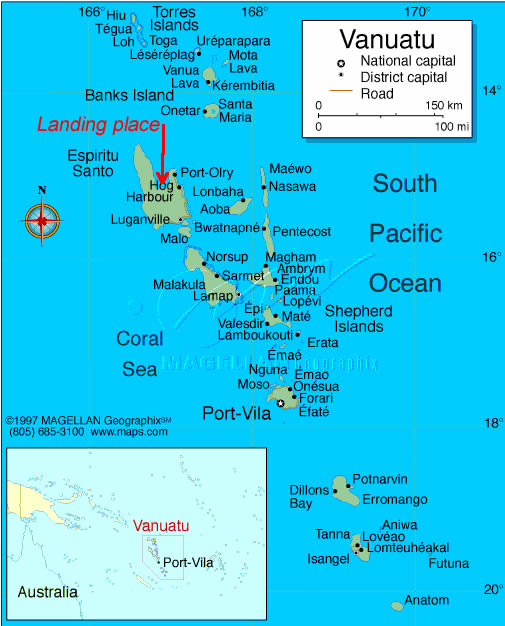 166°
168°
170°
Hiu
Torres
Islands
Tégua
Loh
Toga
Uréparapara
Léséréplag
Mota
Lava
Vanua
Lava
Kérembitia
14°
Banks Island
Onetar
Santa
Maria
Vanuatu
National capital
District capital
Road
0
150 km
0
100 mi
Landing place
Espiritu
Santo
Port-Olry
Hog
Harbour
Luganville
Malo
Lonbaha
Aoba
Maéwo
Nasawa
Bwatnapné
Pentecost
South
Pacific
Ocean
N
16°
Norsup
Malakula
Sarmet
Lamap
Magham
Ambrym
Endou
Paama
Lopévi
Épi
Maté
Valesdir
Lamboukouti
Shepherd
Islands
Erata
Émaé
Coral
Sea
MAGELLAN Geographix
Nguna
Émao
Moso
Onésua
Forari
Port-Vila
Éfaté
©1997 MAGELLAN Geographix℠
(805) 685-3100 www.maps.com
18°
Dillons
Bay
Potnarvin
Erromango
Aniwa
Tanna
Lovéao
Lomteuhéakal
Isangel
Futuna
Anatom
20°
Vanuatu
Port-Vila
Australia